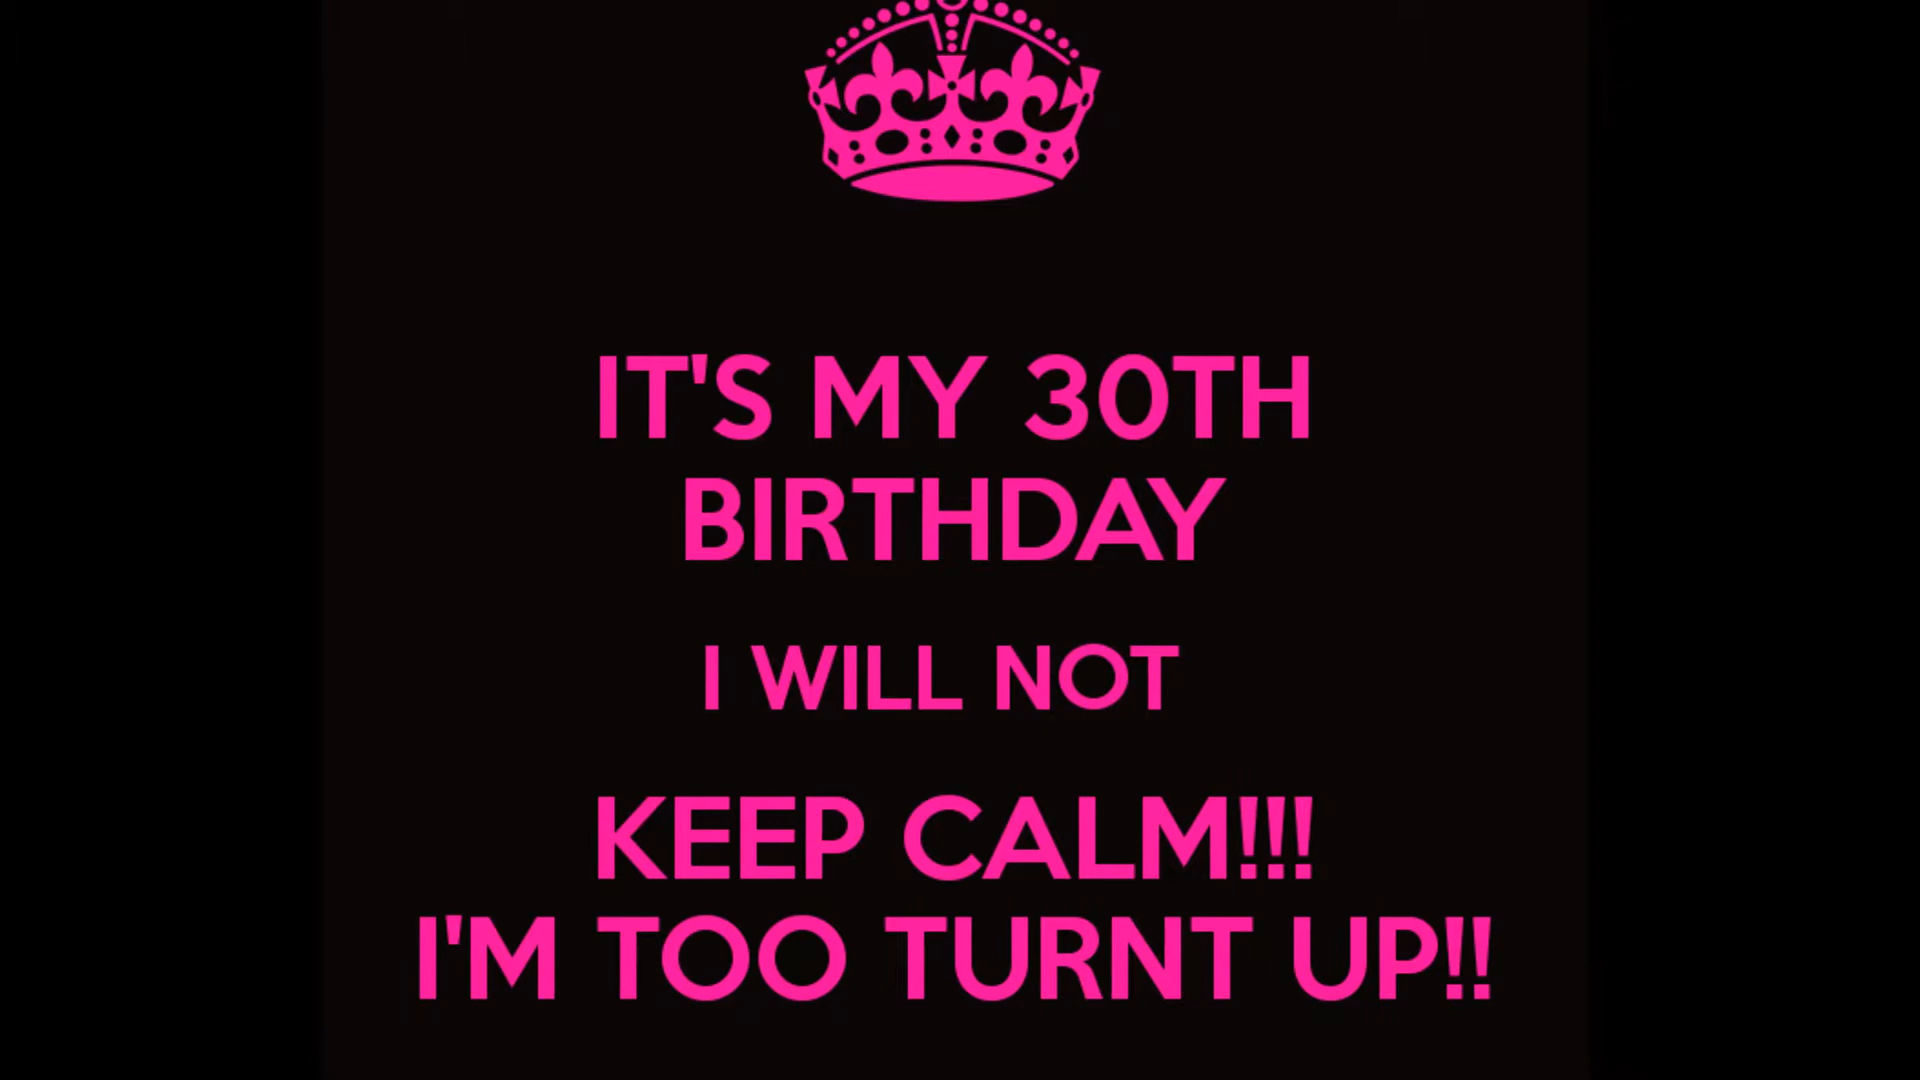 IT'S MY 30TH
BIRTHDAY
I WILL NOT
KEEP CALM!!!
I'M TOO TURNT UP!!